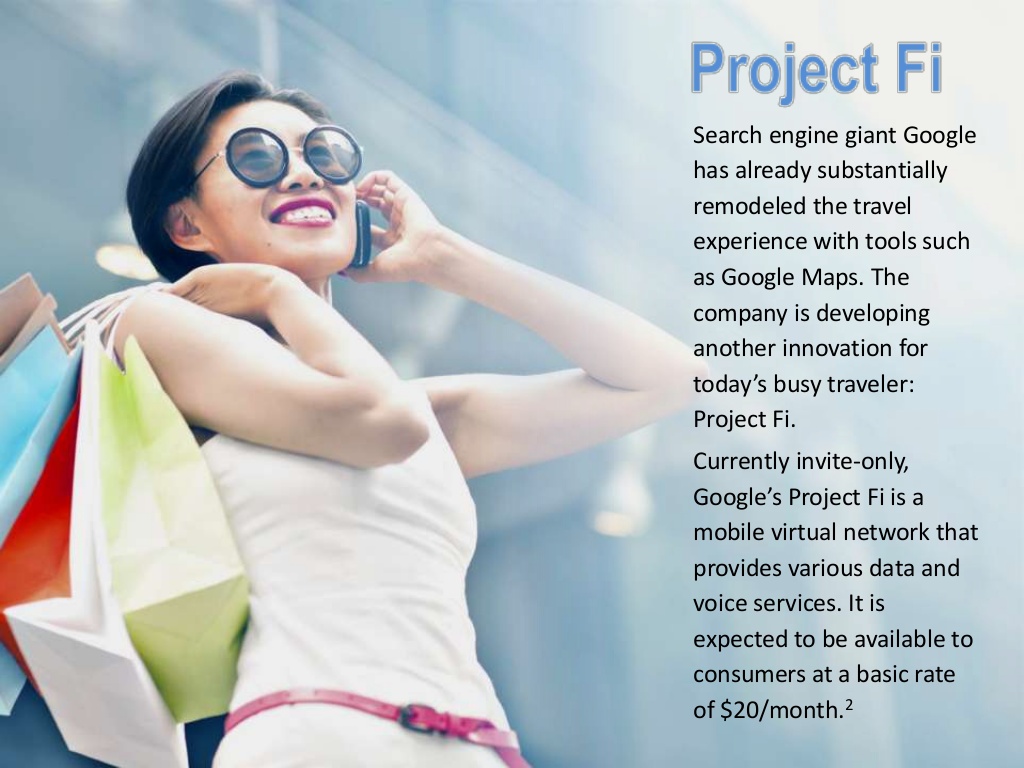 Project Fi
Search engine giant Google
has already substantially
remodeled the travel
experience with tools such
as Google Maps. The
company is developing
another innovation for
today’s busy traveler:
Project Fi.
Currently invite-only,
Google’s Project Fi is a
mobile virtual network that
provides various data and
voice services. It is
expected to be available to
consumers at a basic rate
of $20/month.²